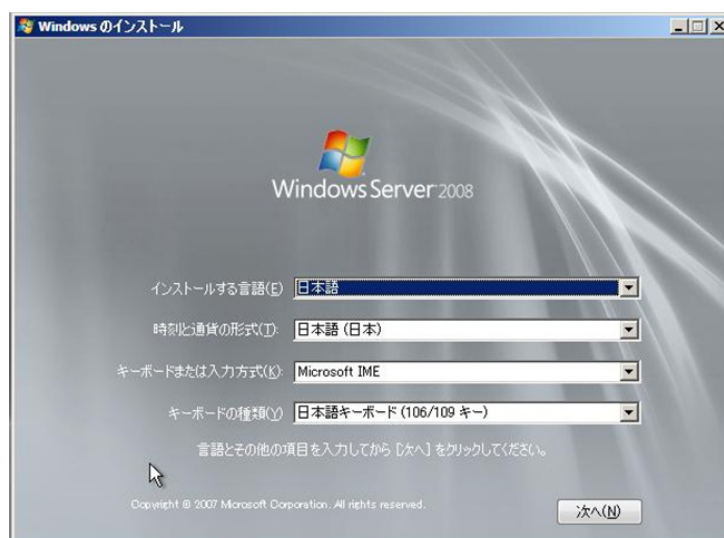 Windows のインストール
Windows Server 2008
インストールする言語(E) 日本語
時刻と通貨の形式(T): 日本語 (日本)
キーボードまたは入力方式(K): Microsoft IME
キーボードの種類(Y) 日本語キーボード (106/109 キー)
言語とその他の項目を入力してから [次へ] をクリックしてください。
Copyright © 2007 Microsoft Corporation. All rights reserved.
次へ(N)